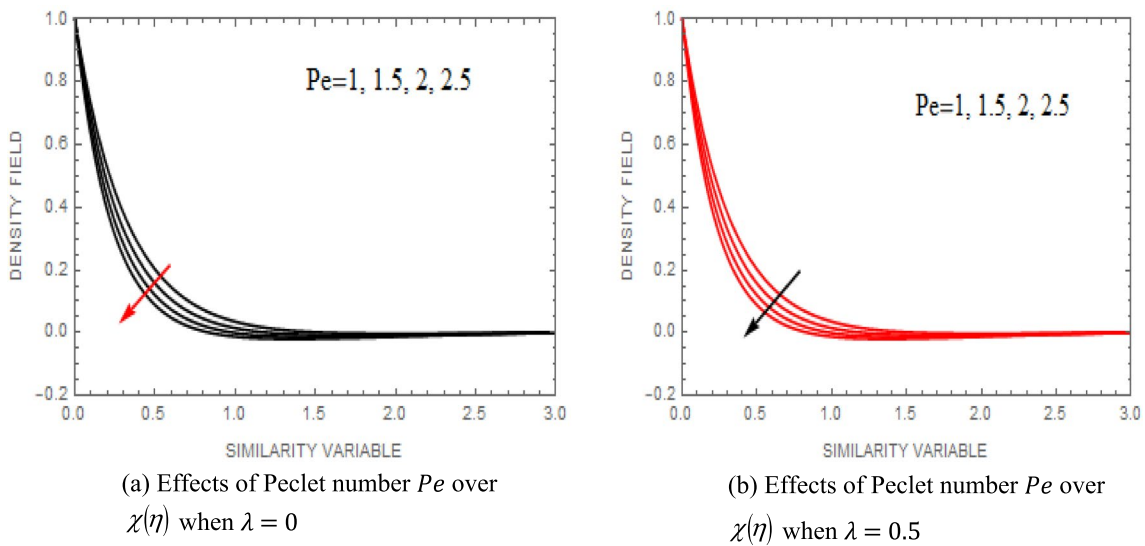 1.0
0.8
0.6
0.4
0.2
0.0
−0.2
DENSITY FIELD
Pe=1, 1.5, 2, 2.5
0.0 0.5 1.0 1.5 2.0 2.5 3.0
SIMILARITY VARIABLE
(a) Effects of Peclet number Pe over
χ(η) when λ = 0
1.0
0.8
0.6
0.4
0.2
0.0
−0.2
DENSITY FIELD
Pe=1, 1.5, 2, 2.5
0.0 0.5 1.0 1.5 2.0 2.5 3.0
SIMILARITY VARIABLE
(b) Effects of Peclet number Pe over
χ(η) when λ = 0.5